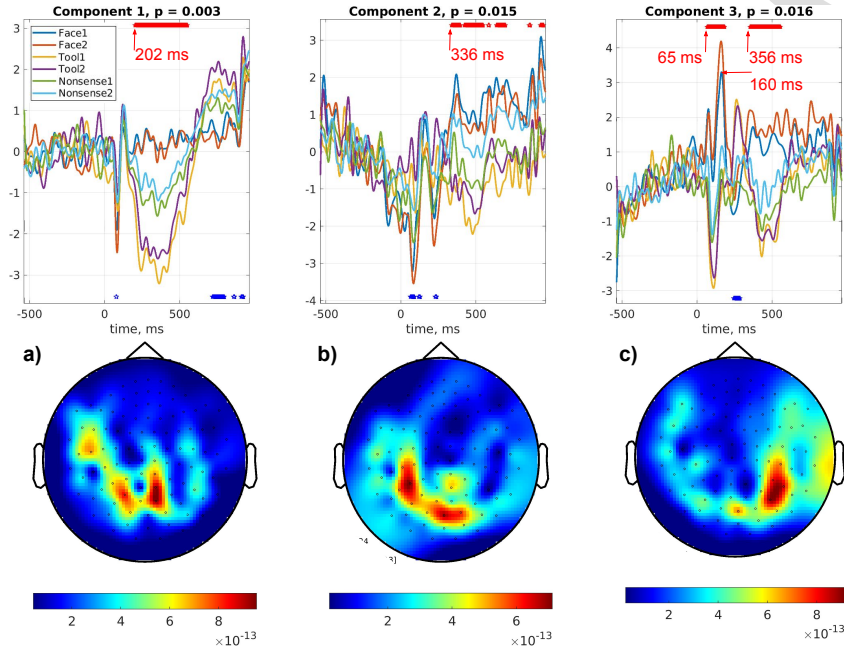 Component 1, p = 0.003
Component 2, p = 0.015
Component 3, p = 0.016
3
2
1
0
-1
-2
-3
Face1
Face2
Tool1
Tool2
Nonsense1
Nonsense2
202 ms
-500
0
500
time, ms
3
2
1
0
-1
-2
-3
-4
336 ms
-500
0
500
time, ms
4
3
2
1
0
-1
-2
-3
65 ms
356 ms
160 ms
-500
0
500
time, ms
a)
b)
c)
2
4
6
8
×10-13
2
4
6
×10-13
2
4
6
8
×10-13